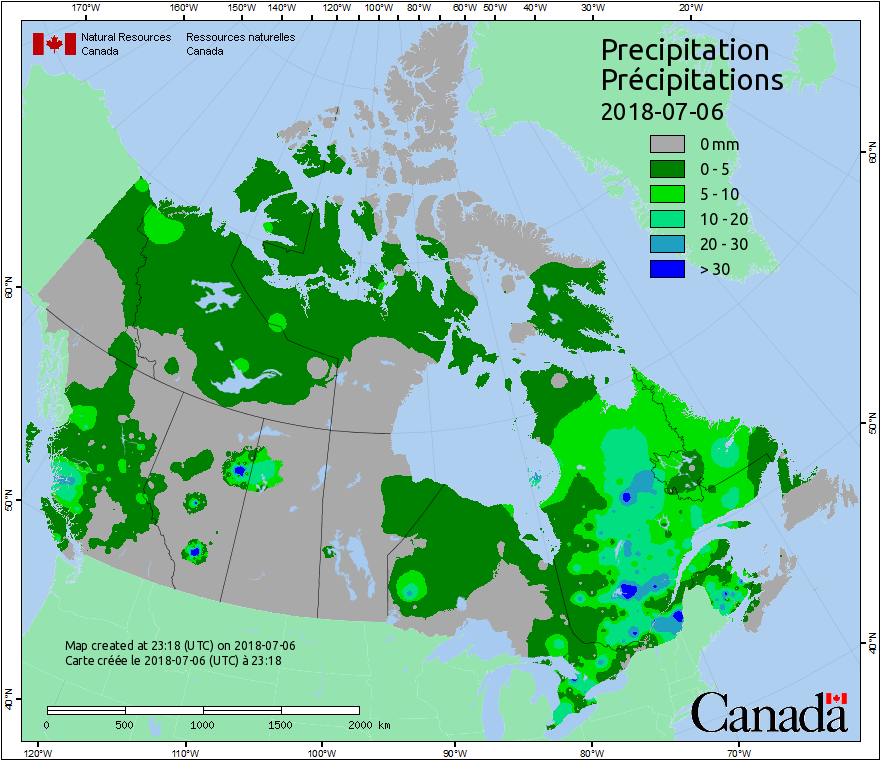 170°W 160°W 150°W 140°W 120°W 100°W 80°W 60°W 50°W 40°W 30°W 20°W
Natural Resources Ressources naturelles
Canada Canada
Precipitation
Précipitations
2018-07-06
0 mm
0 - 5
5 - 10
10 - 20
20 - 30
> 30
60°N
60°N
50°N
50°N
40°N
40°N
Map created at 23:18 (UTC) on 2018-07-06
Carte créée le 2018-07-06 (UTC) à 23:18
0 500 1000 1500 2000 km
Canada
120°W 110°W 100°W 90°W 80°W 70°W